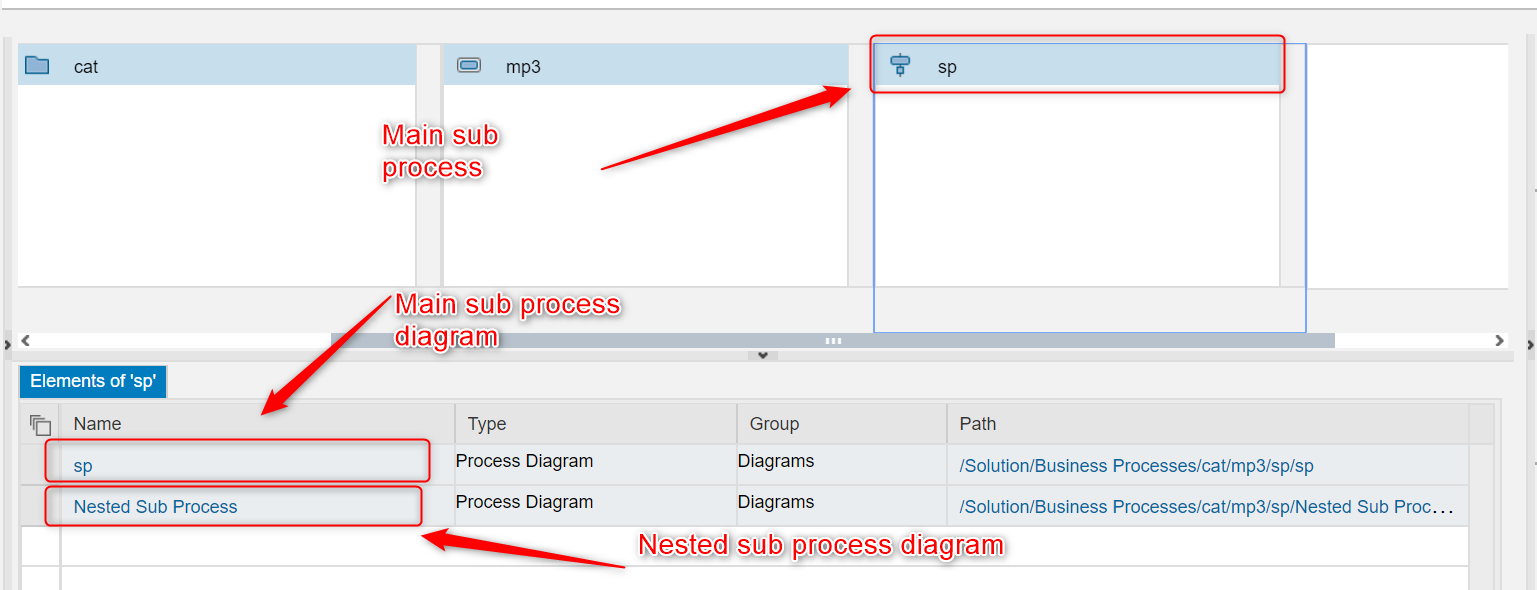 cat
mp3
sp
Main sub
process
Main sub process
diagram
Elements of 'sp'
Name
Type
Group
Path
sp
Process Diagram
Diagrams
/Solution/Business Processes/cat/mp3/sp/sp
Nested Sub Process
Process Diagram
Diagrams
/Solution/Business Processes/cat/mp3/sp/Nested Sub Proc...
Nested sub process diagram